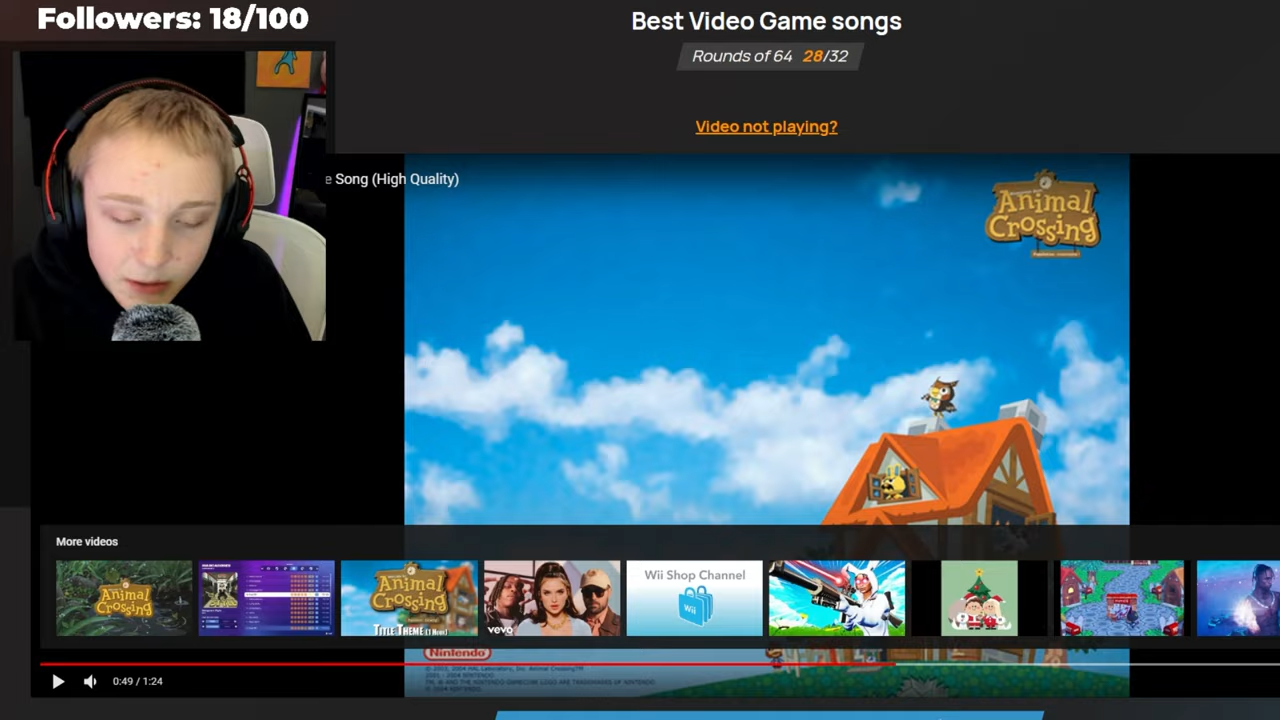 Followers: 18/100
Best Video Game songs
Rounds of 64 28/32
Video not playing?
e Song (High Quality)
Animal
Crossing
More videos
Animal
Crossing
Animal
Crossing
TITLE THEME (1 Hour)
vevo
Wii Shop Channel
Wii
Nintendo
0:49 / 1:24